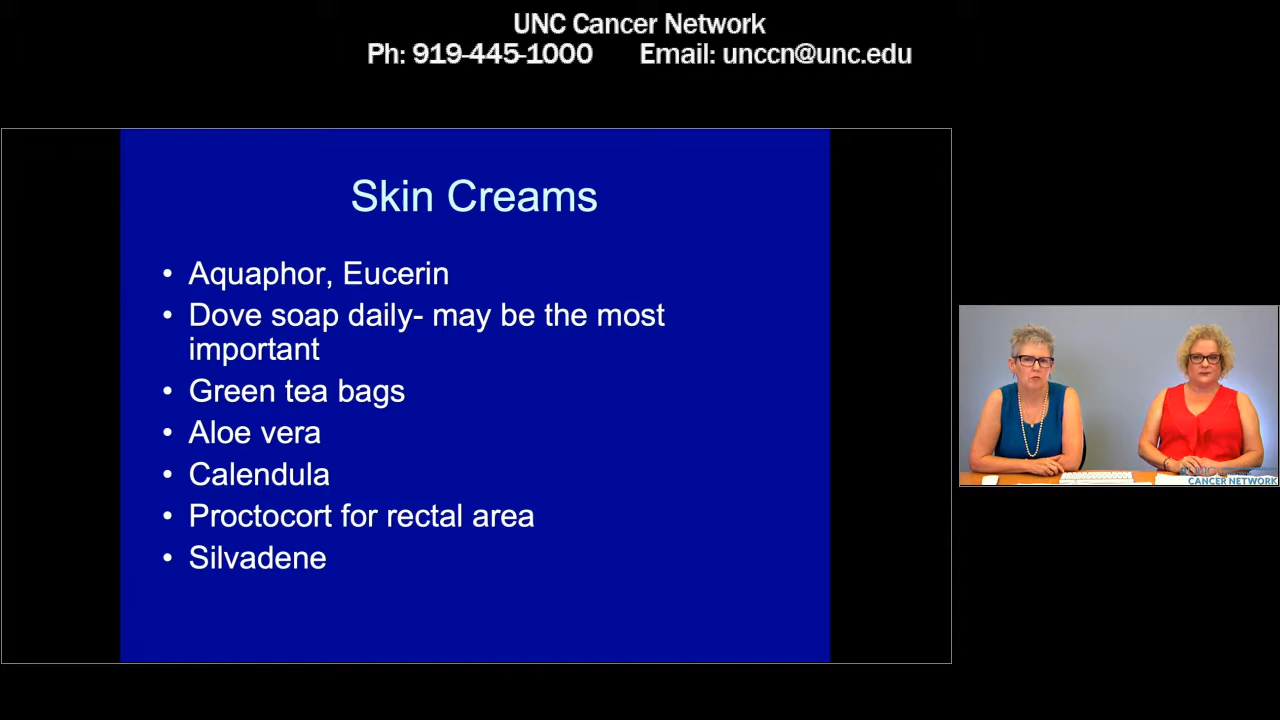 UNC Cancer Network
Ph: 919-445-1000 Email: unccn@unc.edu
Skin Creams
• Aquaphor, Eucerin
• Dove soap daily- may be the most
important
• Green tea bags
• Aloe vera
• Calendula
• Proctocort for rectal area
• Silvadene
UNC
CANCER NETWORK